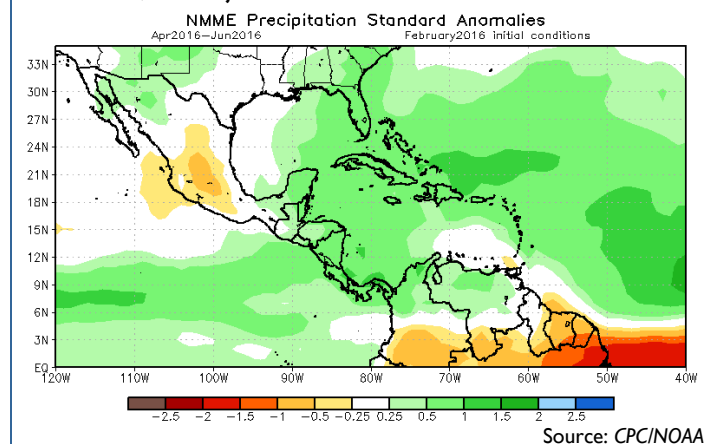 NMME Precipitation Standard Anomalies
Apr2016–Jun2016 February2016 initial conditions
33N
30N
27N
24N
21N
18N
15N
12N
9N
6N
3N
EQ
120W 110W 100W 90W 80W 70W 60W 50W 40W
-2.5 -2 -1.5 -1 -0.5 -0.25 0.25 0.5 1 1.5 2 2.5
Source: CPC/NOAA